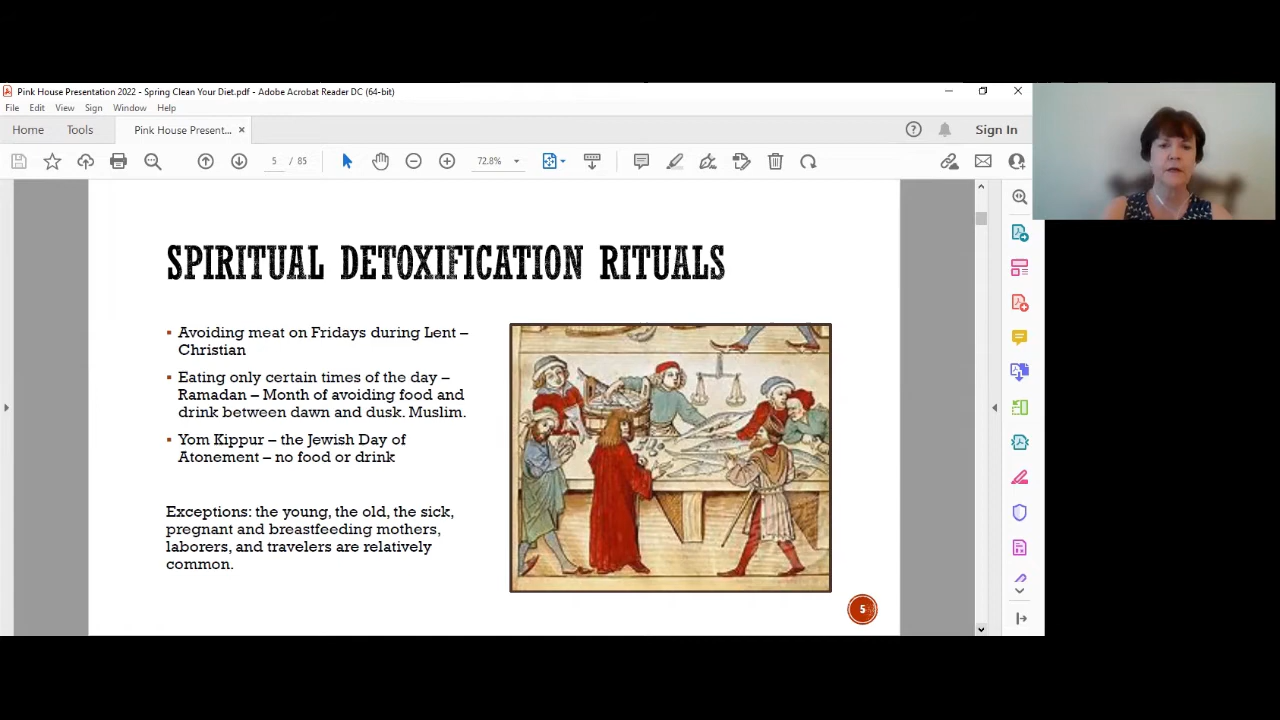 Pink House Presentation 2022 - Spring Clean Your Diet.pdf - Adobe Acrobat Reader DC (64-bit)
File Edit View Sign Window Help
Home Tools Pink House Present... Sign In
5 / 85 72.8%
SPIRITUAL DETOXIFICATION RITUALS
▪ Avoiding meat on Fridays during Lent –
Christian
▪ Eating only certain times of the day –
Ramadan – Month of avoiding food and
drink between dawn and dusk. Muslim.
▪ Yom Kippur – the Jewish Day of
Atonement – no food or drink
Exceptions: the young, the old, the sick,
pregnant and breastfeeding mothers,
laborers, and travelers are relatively
common.
5